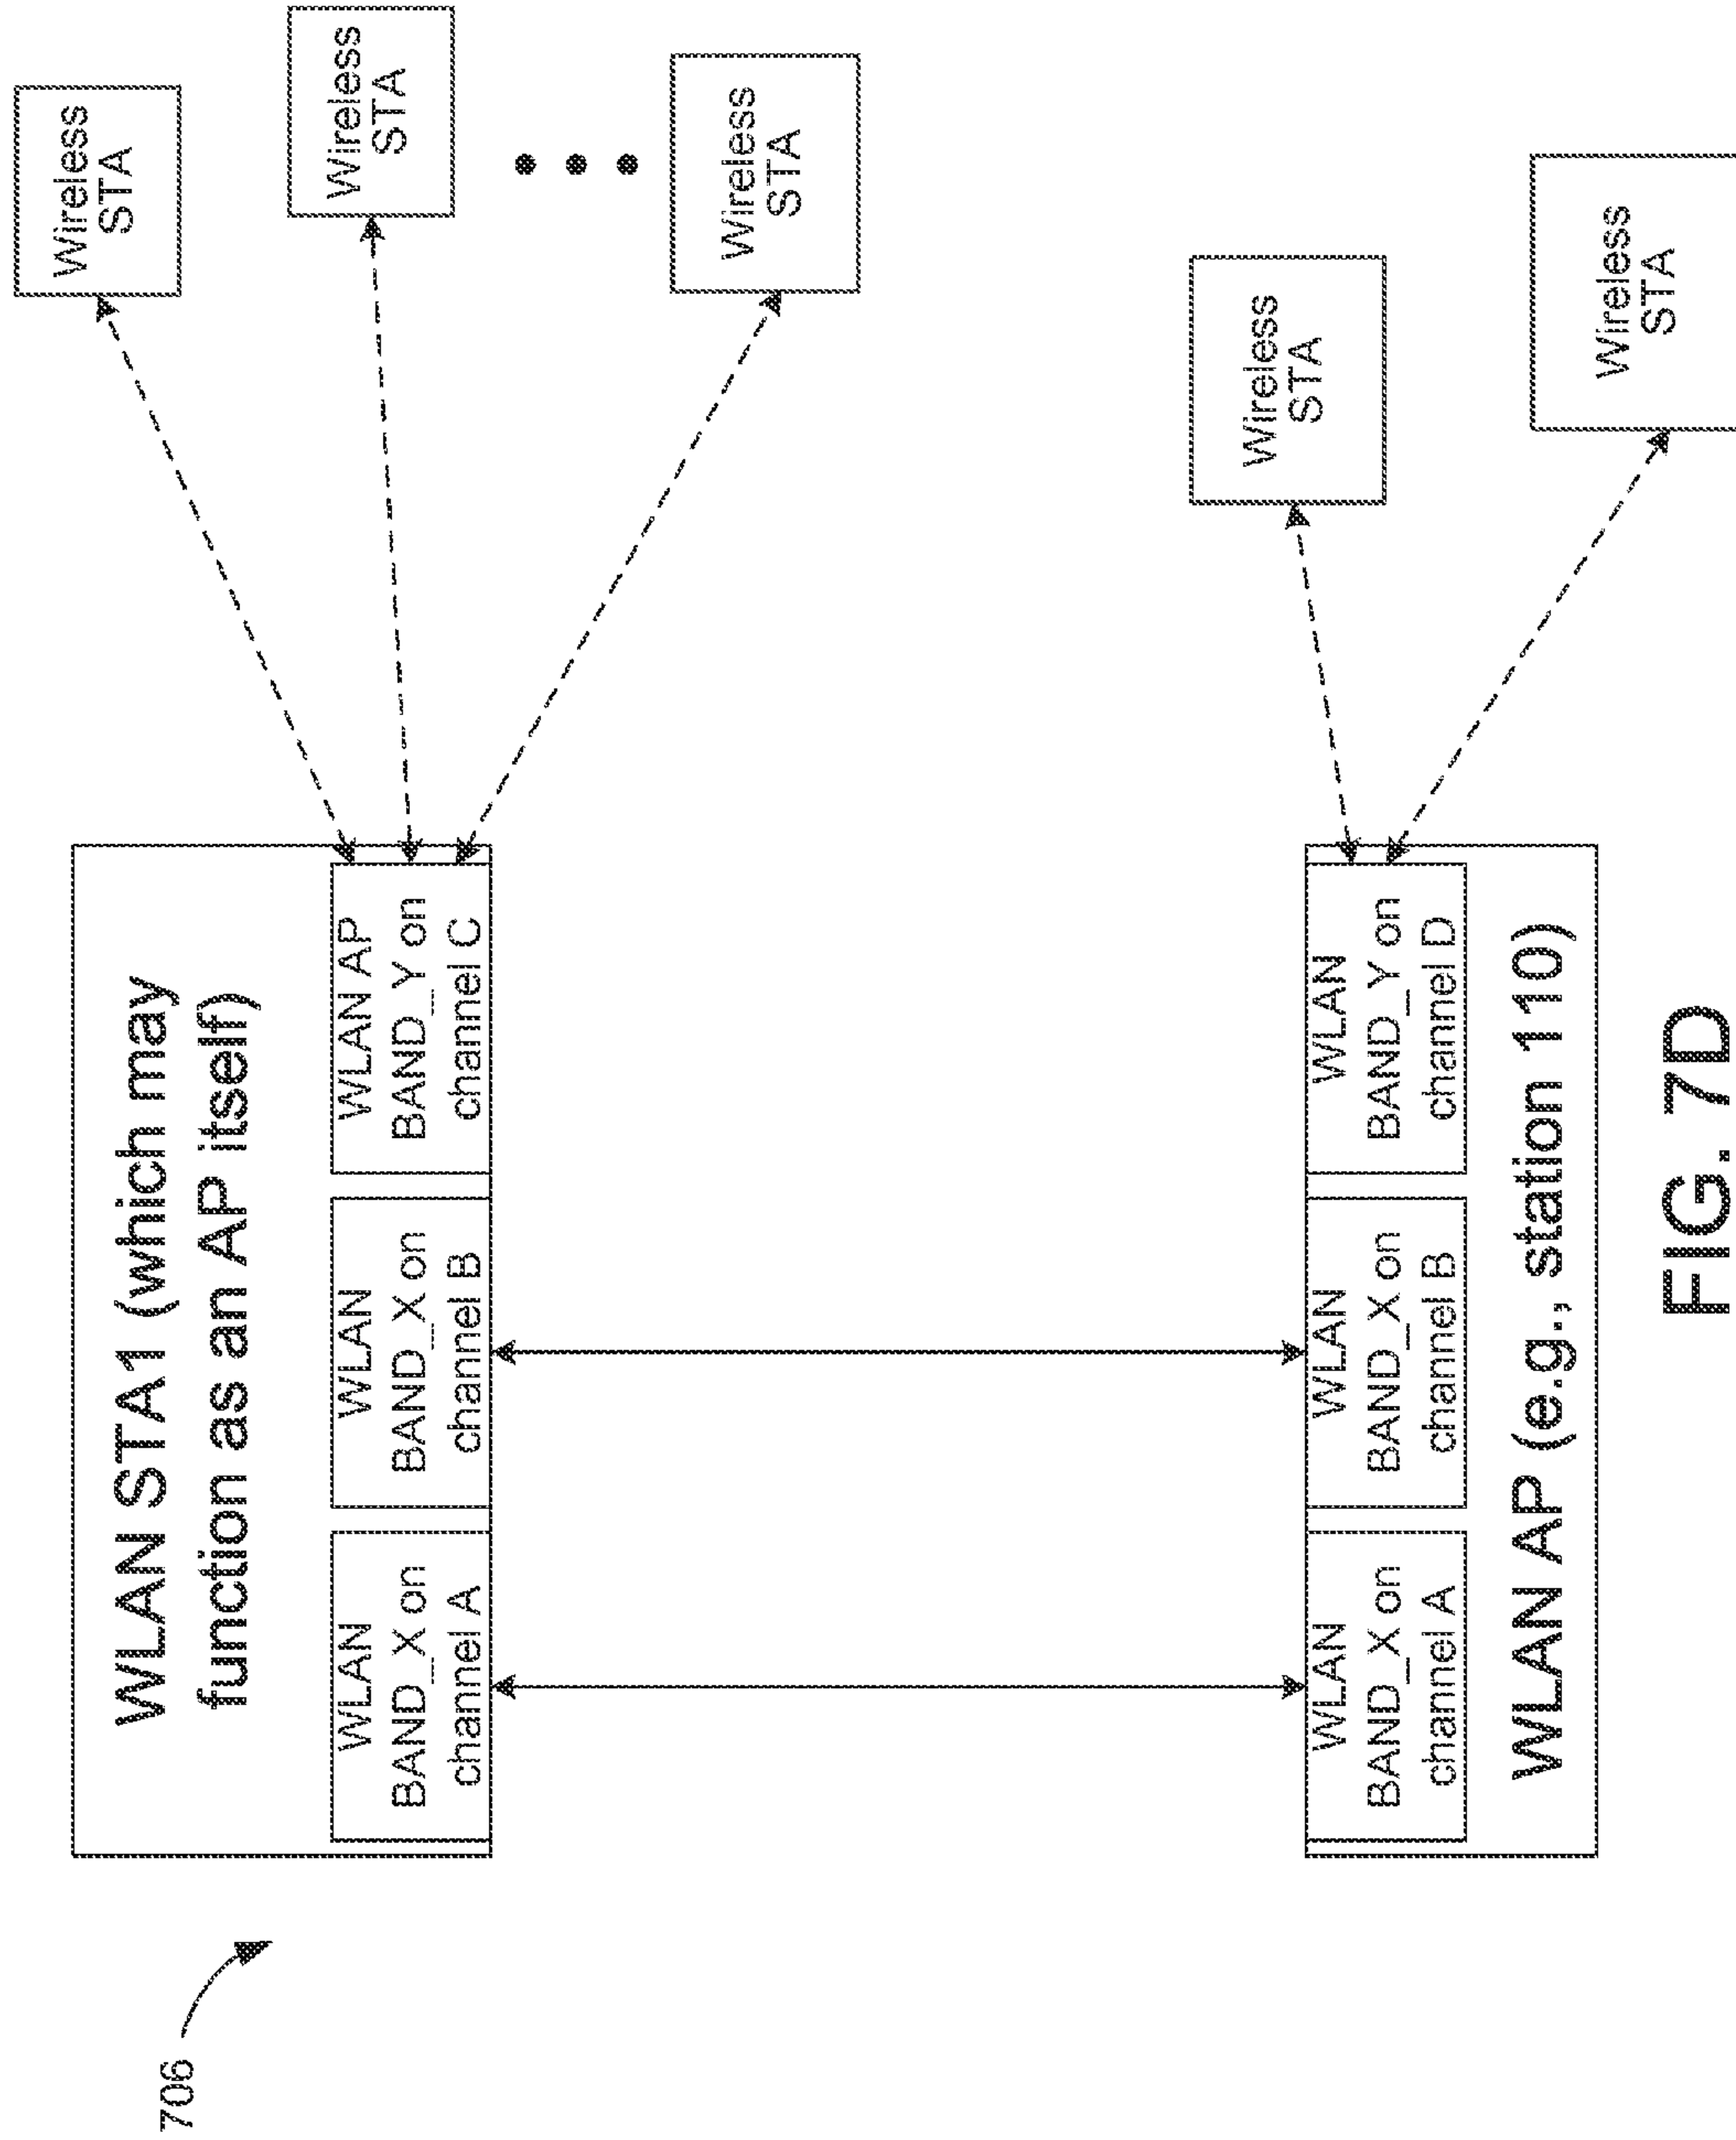 706
WLAN STA1 (which may
function as an AP itself)
WLAN
BAND_X on
channel A
WLAN
BAND_X on
channel B
WLAN AP
BAND_Y on
channel C
Wireless
STA
Wireless
STA
Wireless
STA
WLAN
BAND_X on
channel A
WLAN
BAND_X on
channel B
WLAN
BAND_Y on
channel D
WLAN AP (e.g., station 110)
Wireless
STA
Wireless
STA
FIG. 7D